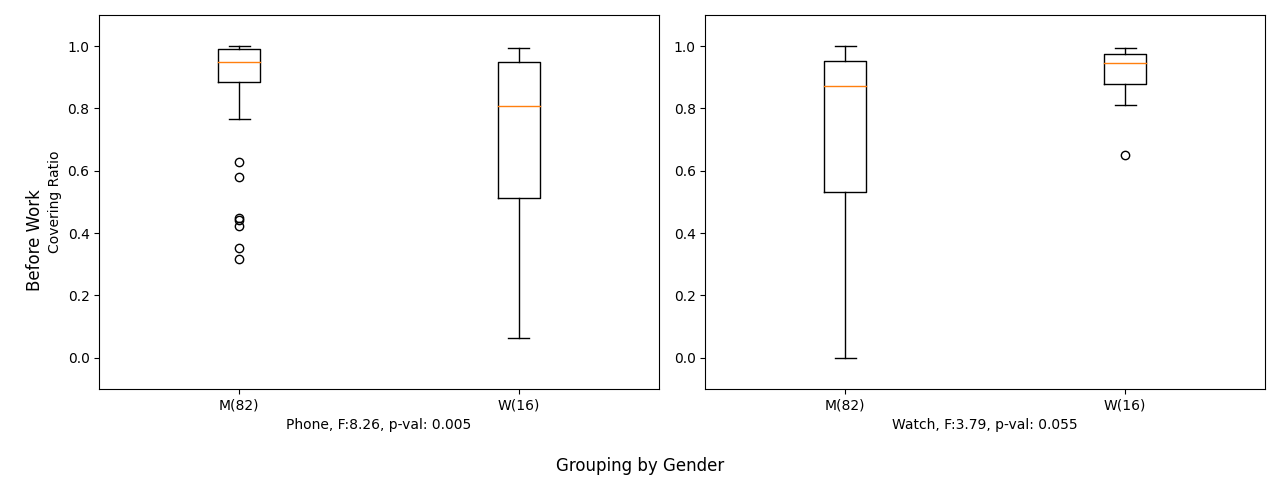 Before Work
Covering Ratio
1.0
0.8
0.6
0.4
0.2
0.0
M(82) W(16)
Phone, F:8.26, p-val: 0.005
1.0
0.8
0.6
0.4
0.2
0.0
M(82) W(16)
Watch, F:3.79, p-val: 0.055
Grouping by Gender